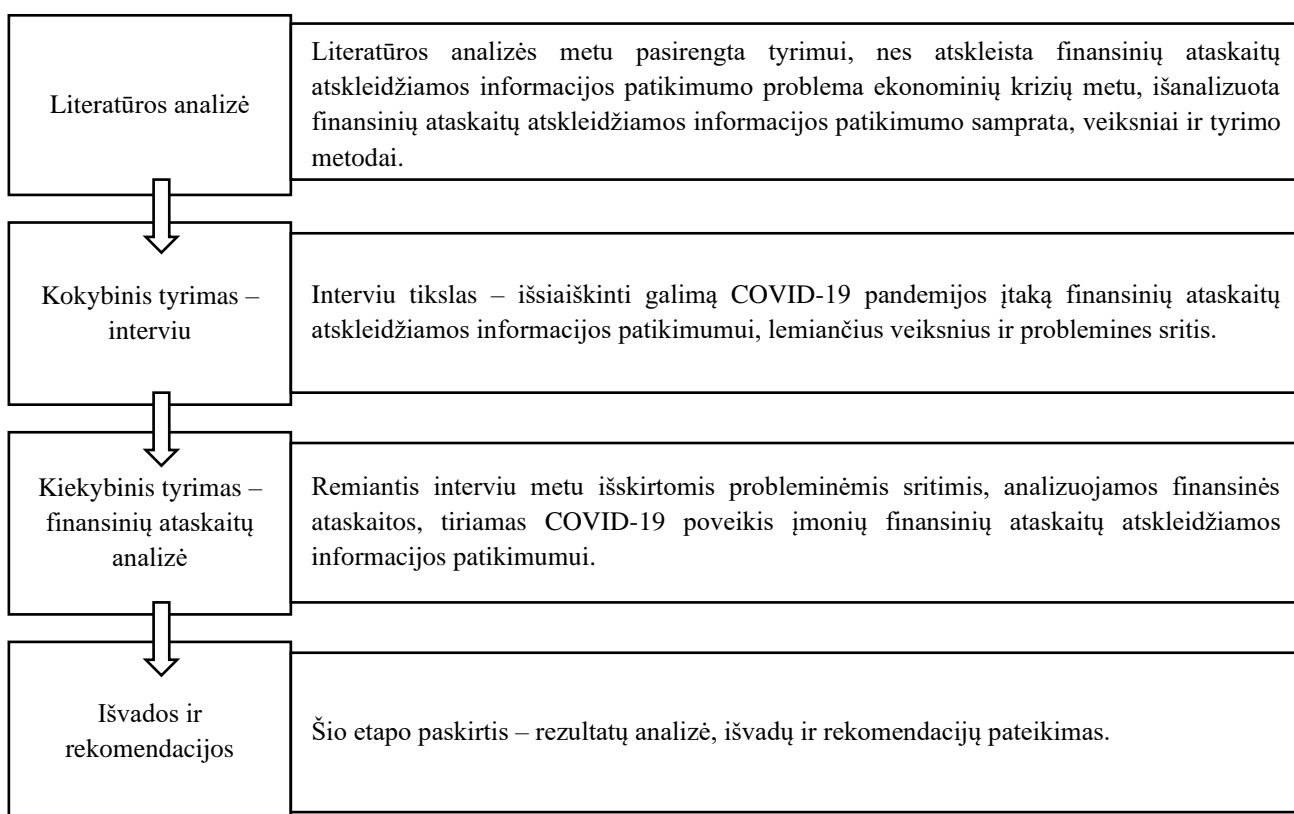 Literatūros analizė
Literatūros analizės metu pasirengta tyrimui, nes atskleista finansinių ataskaitų
atskleidžiamos informacijos patikimumo problema ekonominių krizių metu, išanalizuota
finansinių ataskaitų atskleidžiamos informacijos patikimumo samprata, veiksniai ir tyrimo
metodai.
Kokybinis tyrimas –
interviu
Interviu tikslas – išsiaiškinti galimą COVID-19 pandemijos įtaką finansinių ataskaitų
atskleidžiamos informacijos patikimumui, lemiančius veiksnius ir problemines sritis.
Kiekybinis tyrimas –
finansinių ataskaitų
analizė
Remiantis interviu metu išskirtomis probleminėmis sritimis, analizuojamos finansinės
ataskaitos, tiriamas COVID-19 poveikis įmonių finansinių ataskaitų atskleidžiamos
informacijos patikimumui.
Išvados ir
rekomendacijos
Šio etapo paskirtis – rezultatų analizė, išvadų ir rekomendacijų pateikimas.